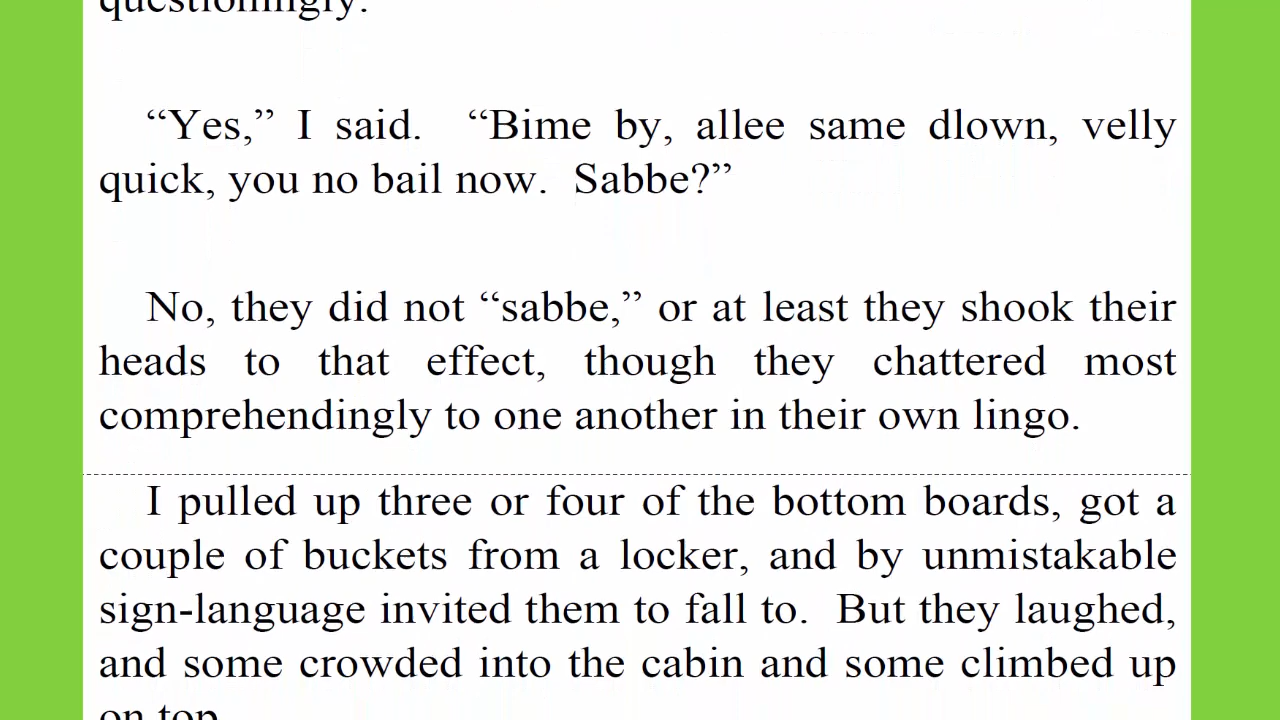 questioningly.
“Yes,” I said.  “Bime by, allee same dlown, velly
quick, you no bail now.  Sabbe?”
No, they did not “sabbe,” or at least they shook their
heads to that effect, though they chattered most
comprehendingly to one another in their own lingo.
I pulled up three or four of the bottom boards, got a
couple of buckets from a locker, and by unmistakable
sign-language invited them to fall to.  But they laughed,
and some crowded into the cabin and some climbed up
on top.